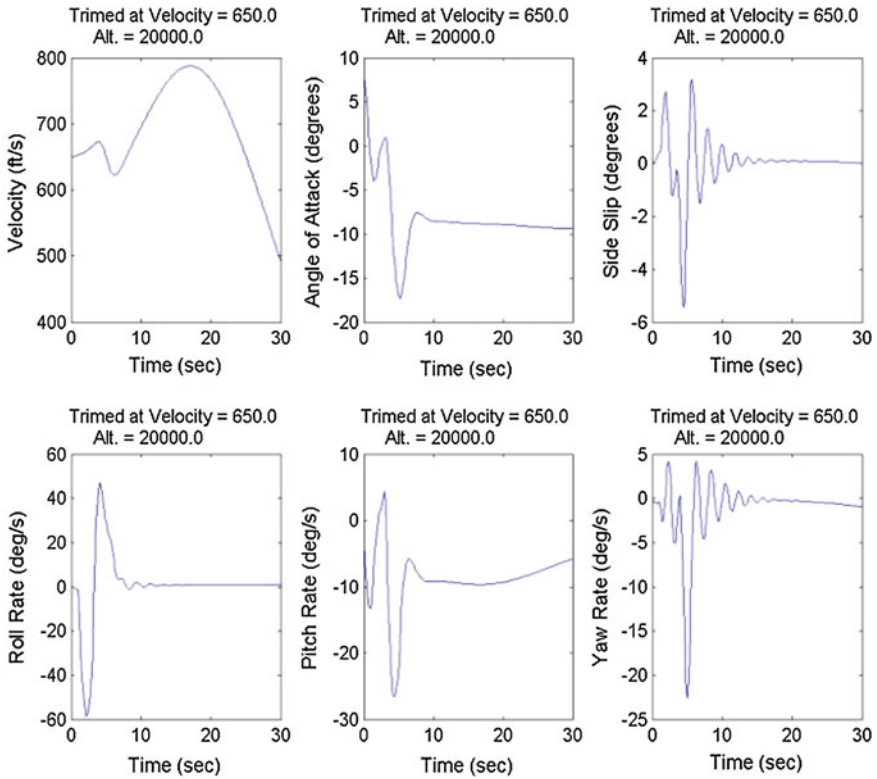 Trimed at Velocity = 650.0
Alt. = 20000.0
800
700
600
500
400
Velocity (ft/s)
0 10 20 30
Time (sec)
Trimed at Velocity = 650.0
Alt. = 20000.0
10
5
0
-5
-10
-15
-20
Angle of Attack (degrees)
0 10 20 30
Time (sec)
Trimed at Velocity = 650.0
Alt. = 20000.0
4
2
0
-2
-4
-6
Side Slip (degrees)
0 10 20 30
Time (sec)
Trimed at Velocity = 650.0
Alt. = 20000.0
60
40
20
0
-20
-40
-60
Roll Rate (deg/s)
0 10 20 30
Time (sec)
Trimed at Velocity = 650.0
Alt. = 20000.0
10
0
-10
-20
-30
Pitch Rate (deg/s)
0 10 20 30
Time (sec)
Trimed at Velocity = 650.0
Alt. = 20000.0
5
0
-5
-10
-15
-20
-25
Yaw Rate (deg/s)
0 10 20 30
Time (sec)